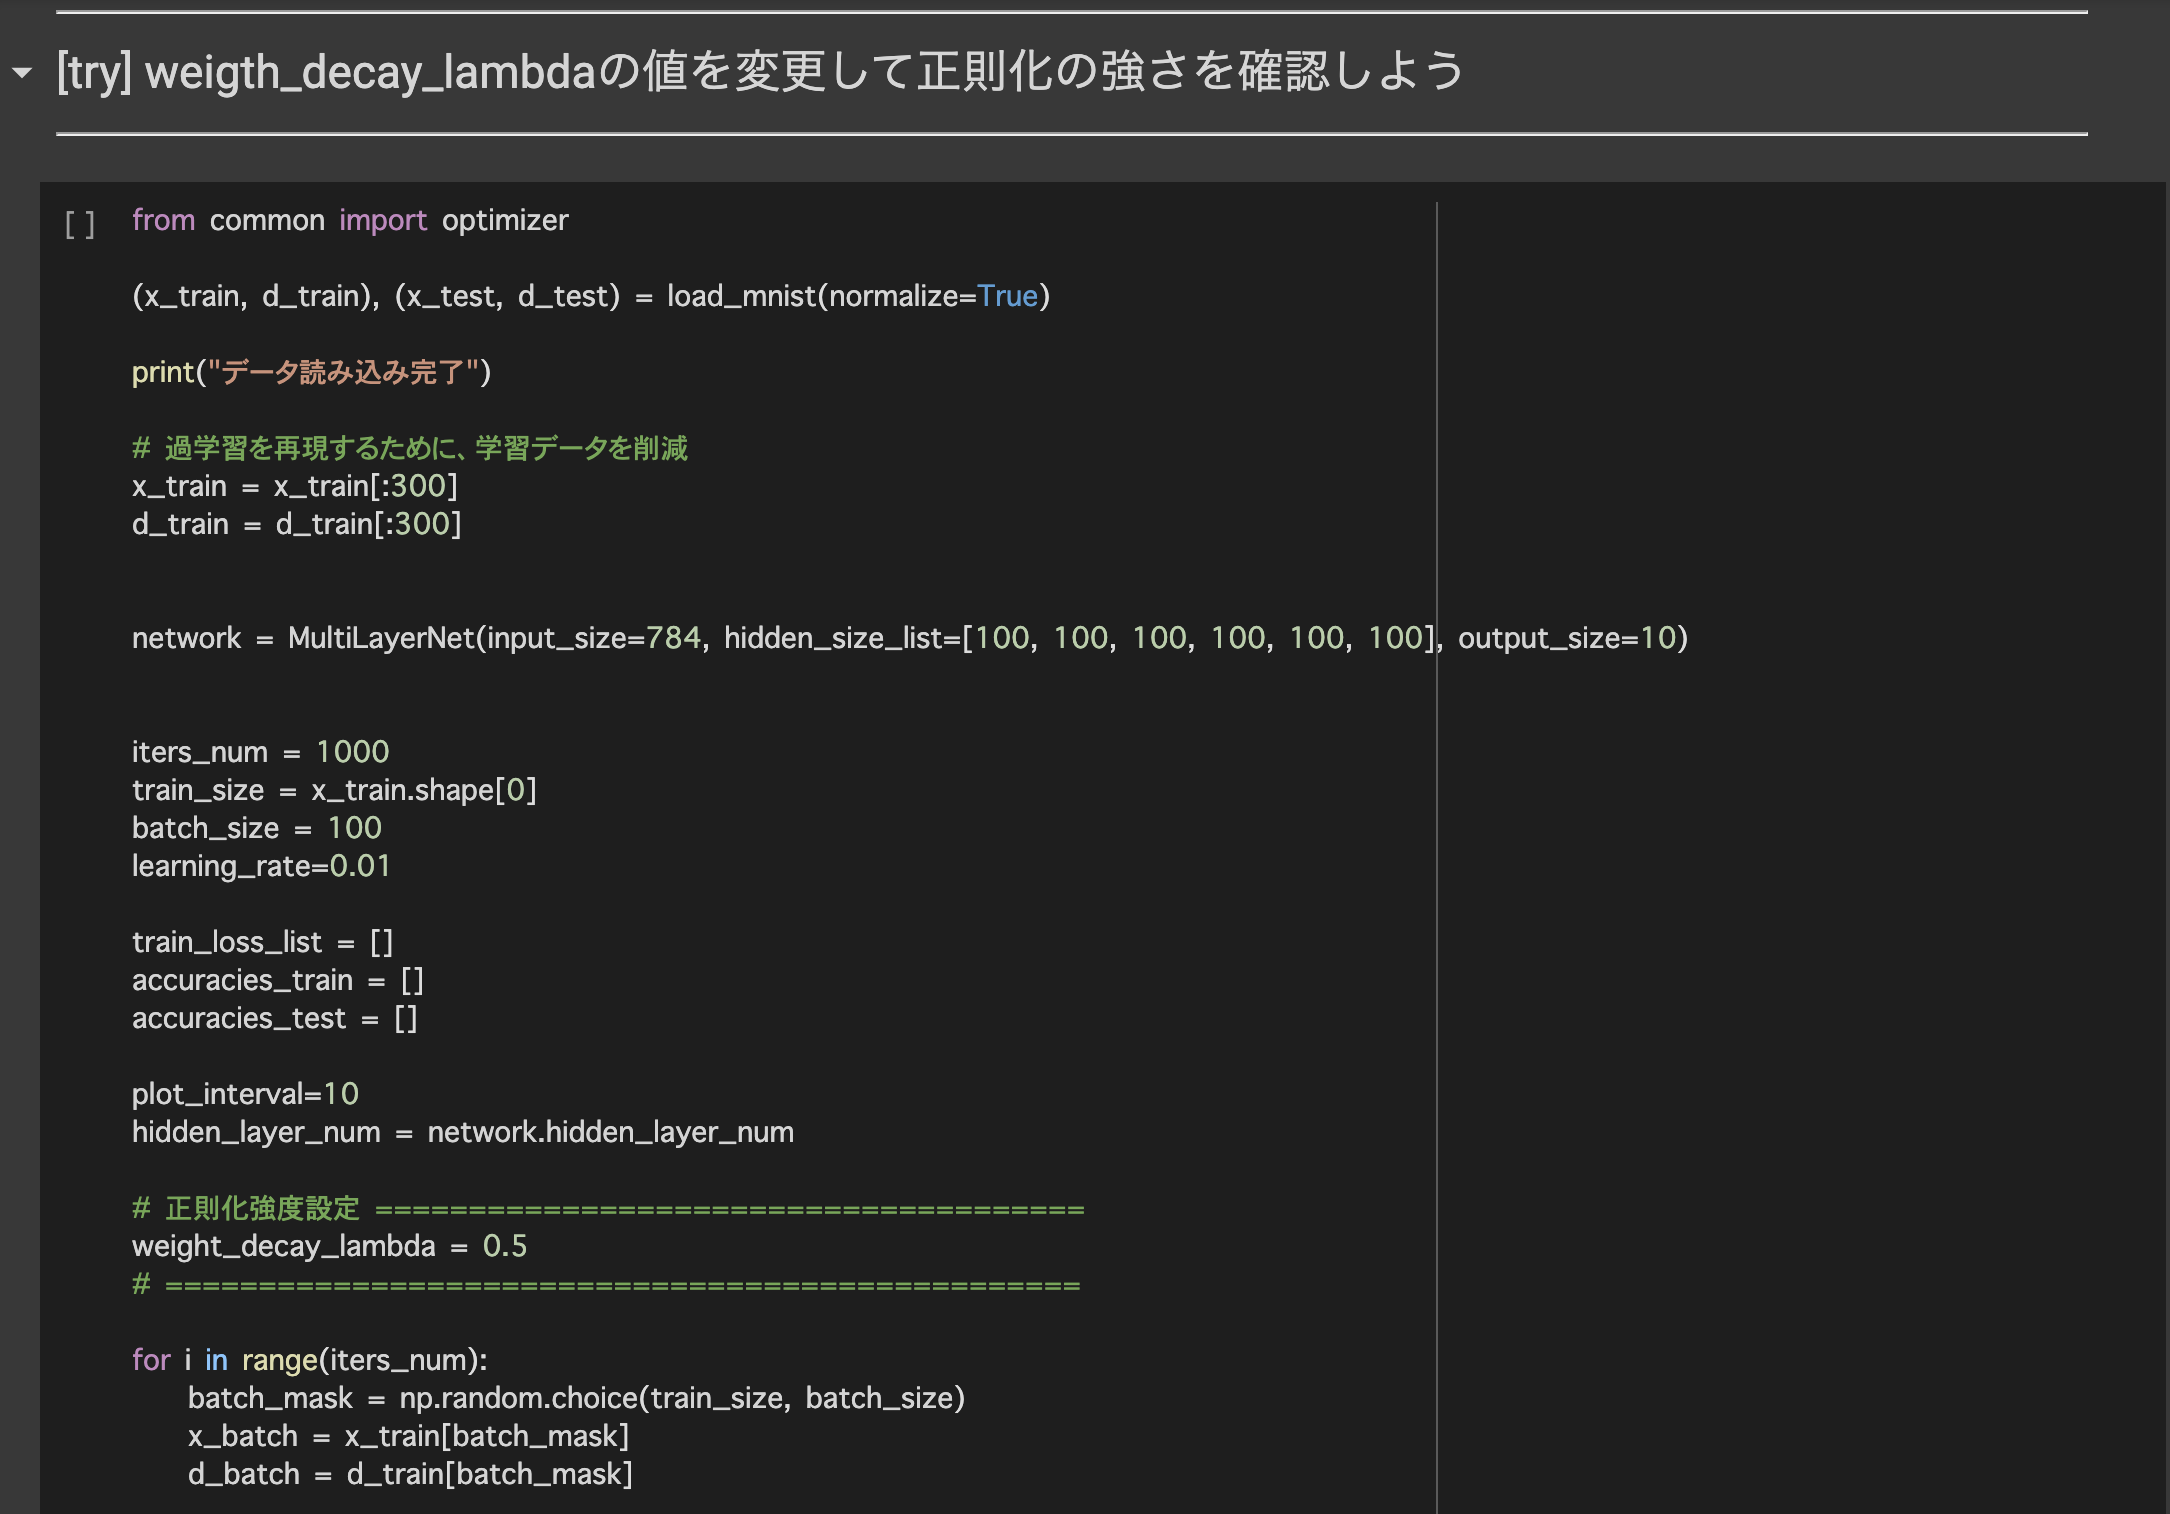 [try] weigth_decay_lambdaの値を変更して正則化の強さを確認しよう
[ ] from common import optimizer
(x_train, d_train), (x_test, d_test) = load_mnist(normalize=True)
print("データ読み込み完了")
# 過学習を再現するために、学習データを削減
x_train = x_train[:300]
d_train = d_train[:300]
network = MultiLayerNet(input_size=784, hidden_size_list=[100, 100, 100, 100, 100, 100], output_size=10)
iters_num = 1000
train_size = x_train.shape[0]
batch_size = 100
learning_rate=0.01
train_loss_list = []
accuracies_train = []
accuracies_test = []
plot_interval=10
hidden_layer_num = network.hidden_layer_num
# 正則化強度設定 ======================================
weight_decay_lambda = 0.5
# =================================================
for i in range(iters_num):
    batch_mask = np.random.choice(train_size, batch_size)
    x_batch = x_train[batch_mask]
    d_batch = d_train[batch_mask]